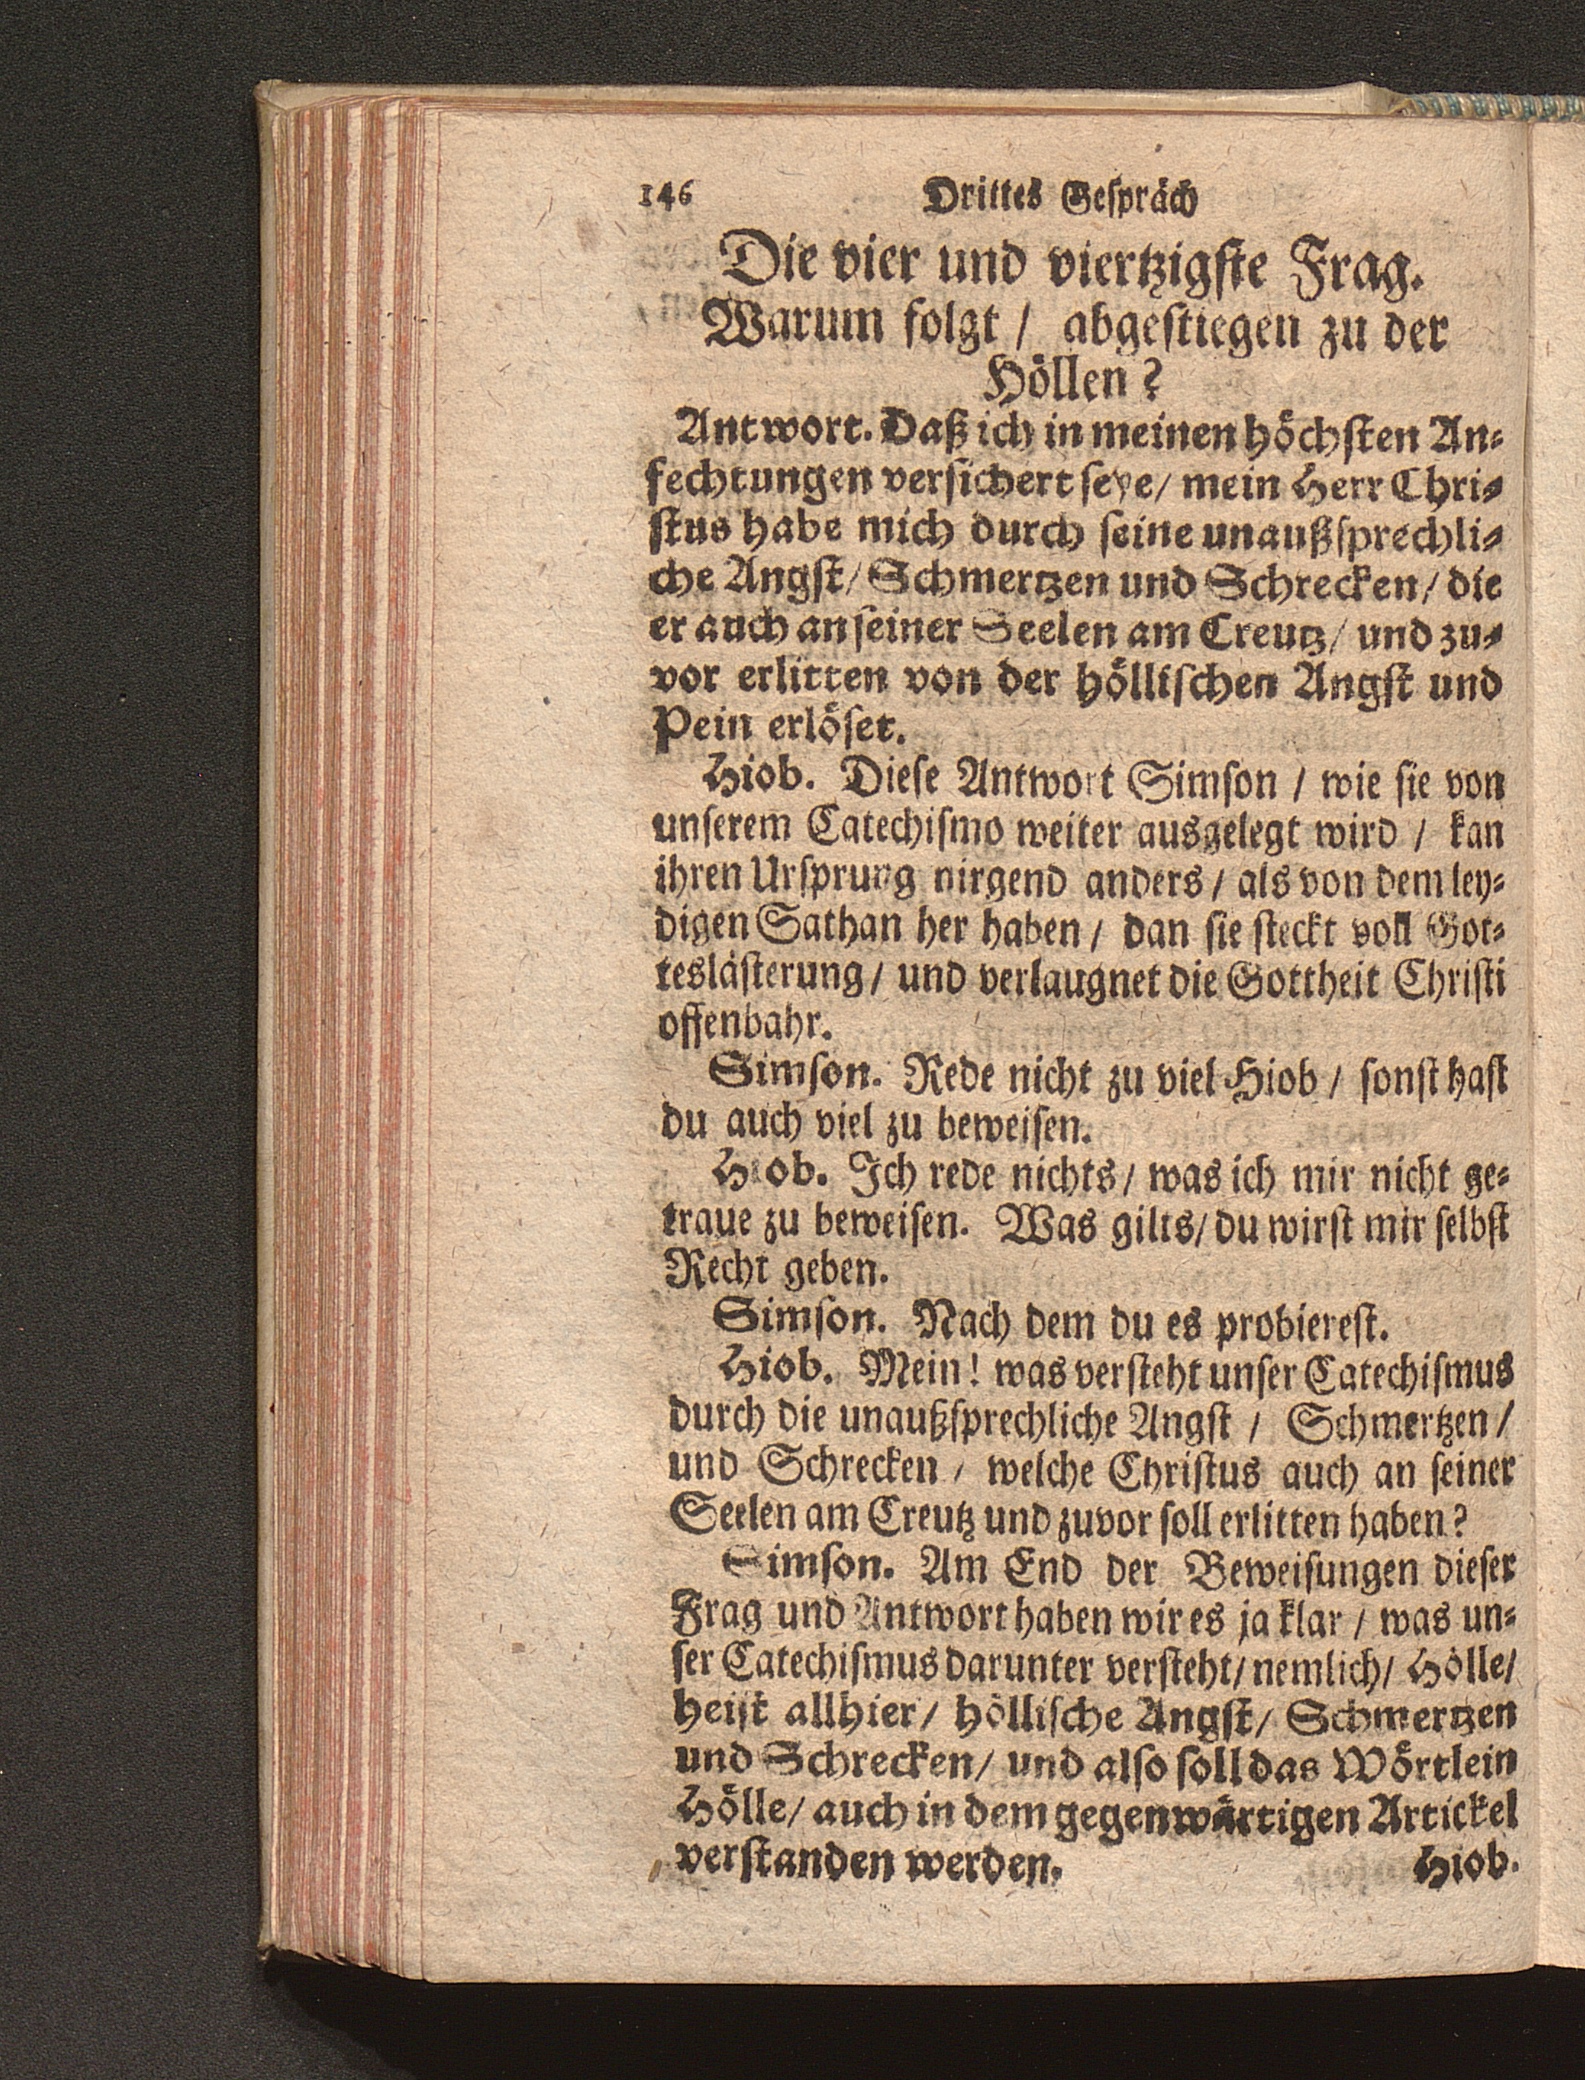 146 Drittes Geſpräch
Die vier und viertzigſte Frag.
Warum folgt / abgeſtiegen zu der
Höllen?
Antwort. Daß ich in meinen höchſten An-
fechtungen verſichert ſeye/ mein Herr Chri-
ſtus habe mich durch ſeine unaußſprechli-
che Angſt/ Schmertzen und Schrecken/ die
er auch an ſeiner Seelen am Creutz/ und zu-
vor erlitten von der hölliſchen Angſt und
Pein erlöſet.
Hiob. Dieſe Antwort Simſon / wie ſie von
unſerem Catechiſmo weiter ausgelegt wird / kan
ihren Urſprung nirgend anders / als von dem ley-
digen Sathan her haben / dan ſie ſteckt voll Got-
tesläſterung / und verlaugnet die Gottheit Chriſti
offenbahr.
Simſon. Rede nicht zu viel Hiob / ſonſt haſt
du auch viel zu beweiſen.
Hiob. Ich rede nichts / was ich mir nicht ge-
traue zu beweiſen. Was gilts / du wirſt mir ſelbſt
Recht geben.
Simſon. Nach dem du es probiereſt.
Hiob. Mein! was verſteht unſer Catechiſmus
durch die unaußſprechliche Angſt / Schmertzen /
und Schrecken / welche Chriſtus auch an ſeiner
Seelen am Creutz und zuvor ſoll erlitten haben?
Simſon. Am End der Beweiſungen dieſer
Frag und Antwort haben wir es ja klar / was un-
ſer Catechiſmus darunter verſteht / nemlich / Hölle/
heiſt allhier/ hölliſche Angſt/ Schmertzen
und Schrecken/ und alſo ſoll das Wörtlein
Hölle/ auch in dem gegenwärtigen Artickel
verſtanden werden. Hiob.